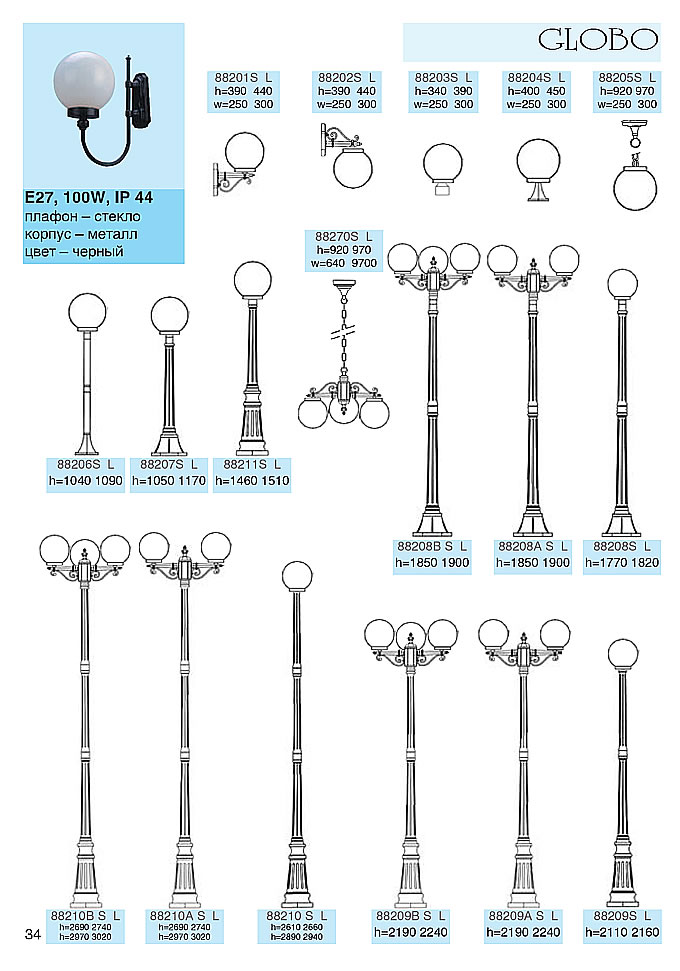 GLOBO
88201S L
h=390 440
w=250 300
88202S L
h=390 440
w=250 300
88203S L
h=340 390
w=250 300
88204S L
h=400 450
w=250 300
88205S L
h=920 970
w=250 300
E27, 100W, IP 44
плафон – стекло
корпус – металл
цвет – черный
88270S L
h=920 970
w=640 9700
88206S L
h=1040 1090
88207S L
h=1050 1170
88211S L
h=1460 1510
88208B S L
h=1850 1900
88208A S L
h=1850 1900
88208S L
h=1770 1820
88210B S L
h=2690 2740
h=2970 3020
88210A S L
h=2690 2740
h=2970 3020
88210 S L
h=2610 2660
h=2890 2940
88209B S L
h=2190 2240
88209A S L
h=2190 2240
88209S L
h=2110 2160
34